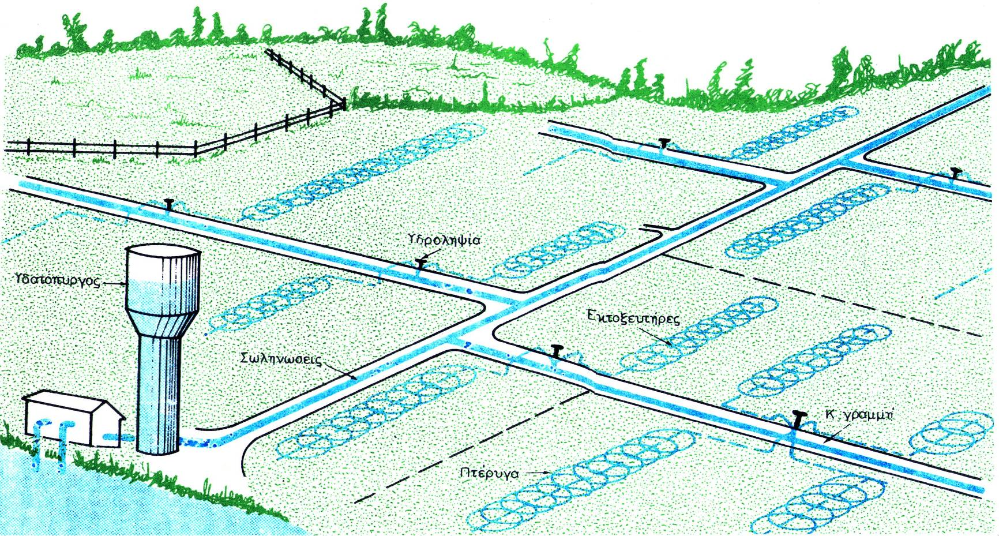 Υδροληψία
Υδατόπυργος
Εκτοξευτήρες
Σωληνώσεις
Κ. γραμμή
Πτέρυγα